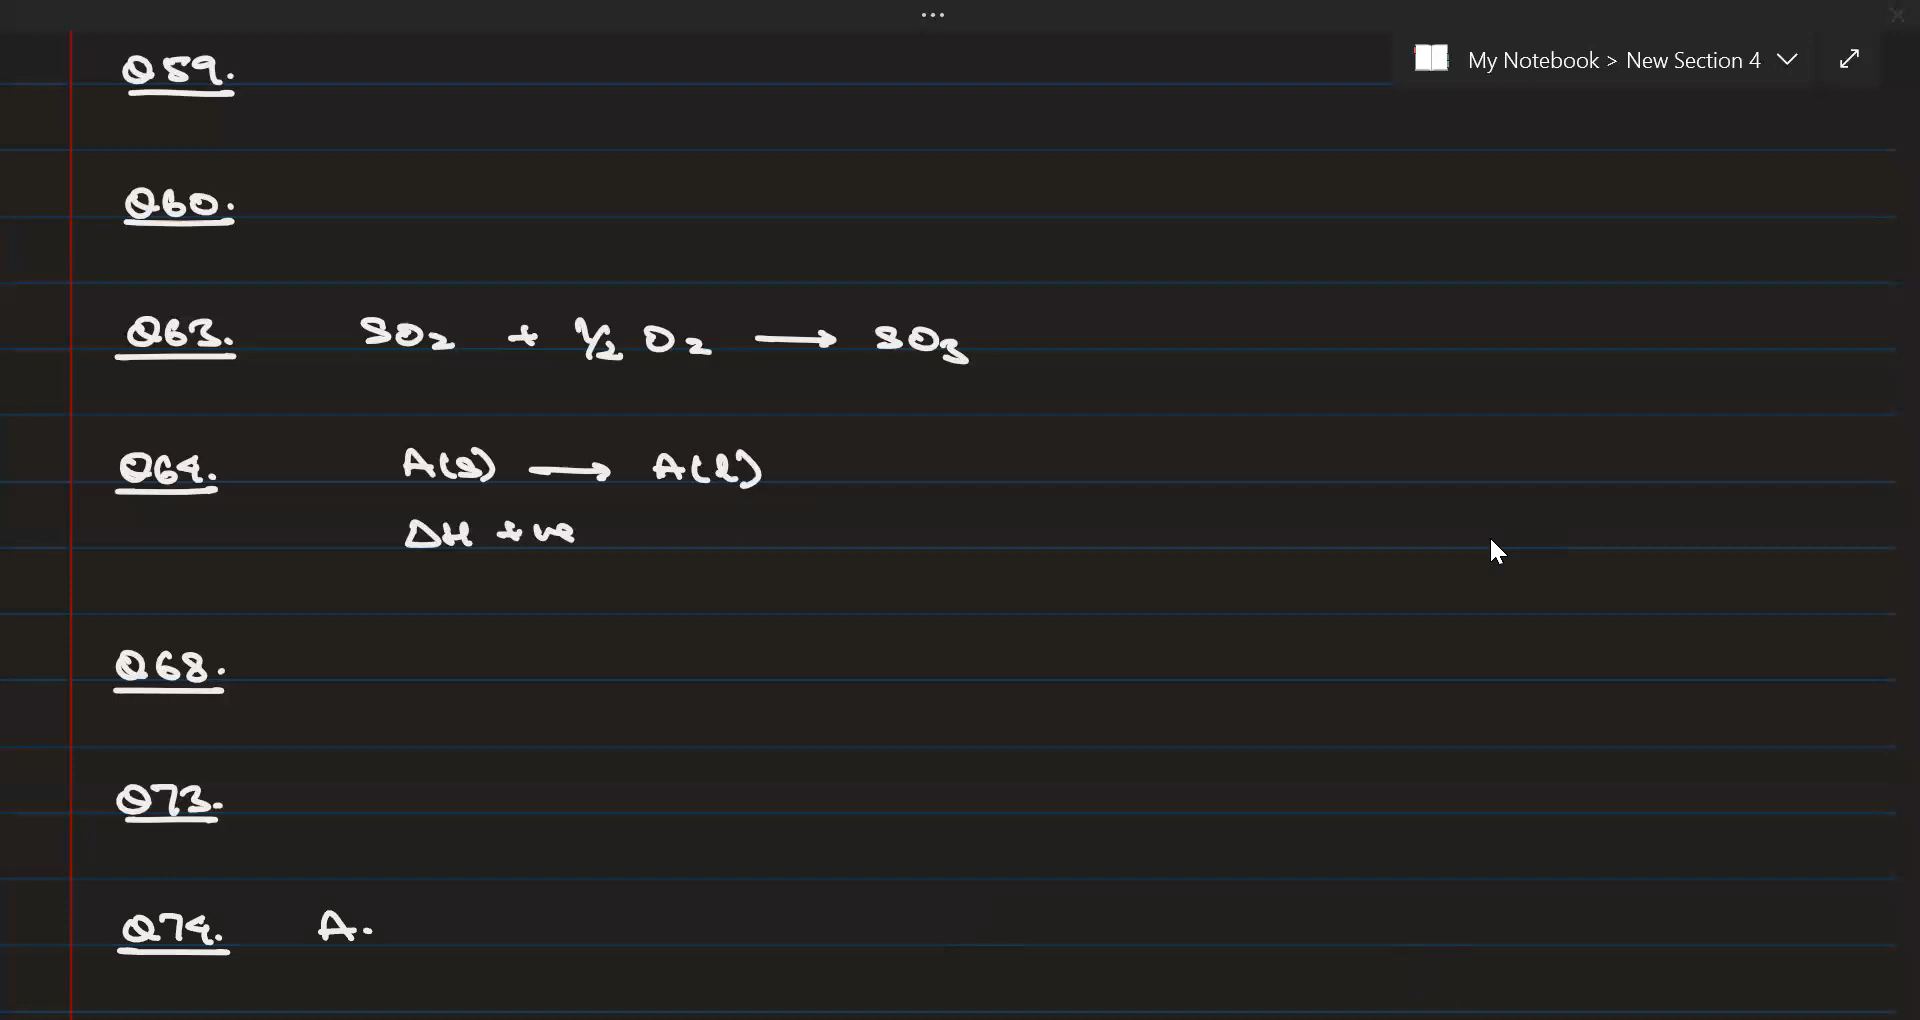 ...
My Notebook > New Section 4
Q59.
Q60.
Q63. SO₂ + 1/2 O₂ ⟶ SO₃
Q64. A(s) ⟶ A(l)
ΔH +ve
Q68.
Q73.
Q74. A.